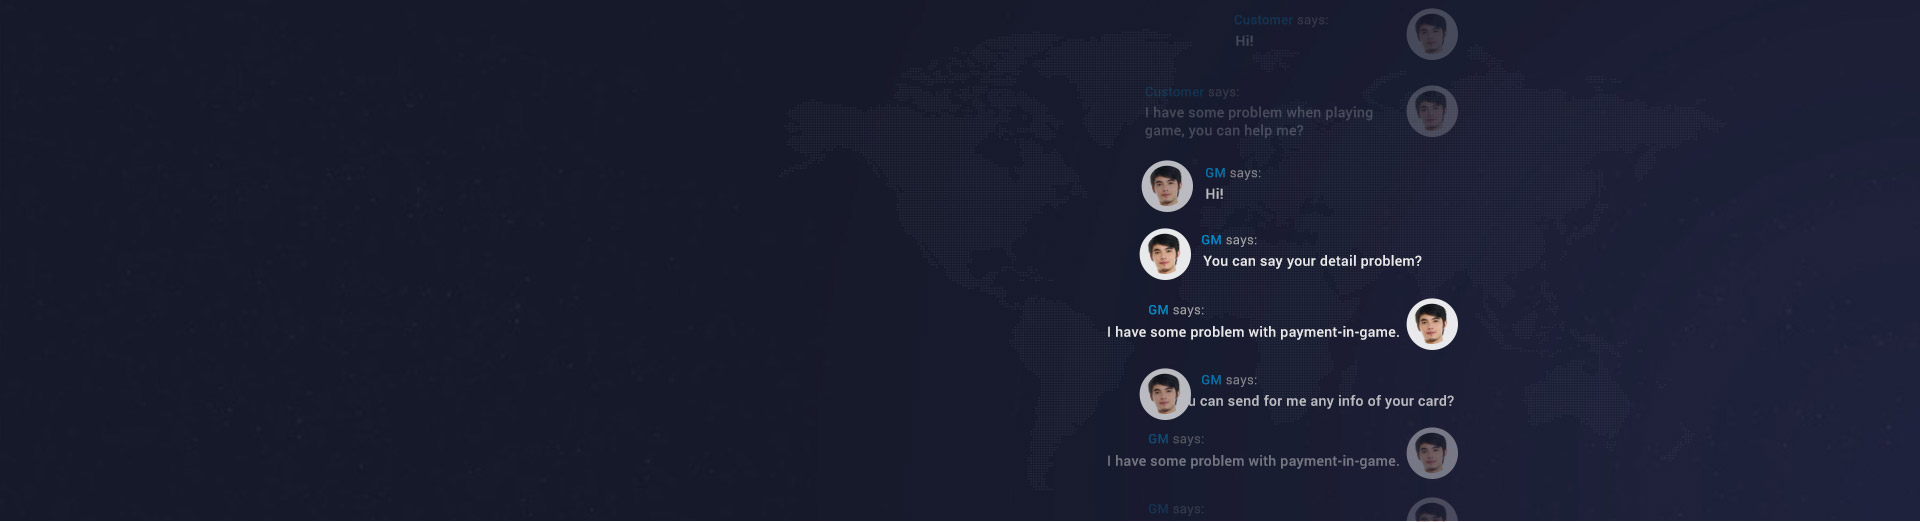 Customer says:
Hi!
Customer says:
I have some problem when playing
game, you can help me?
GM says:
Hi!
GM says:
You can say your detail problem?
GM says:
I have some problem with payment-in-game.
GM says:
u can send for me any info of your card?
GM says:
I have some problem with payment-in-game.
GM says: